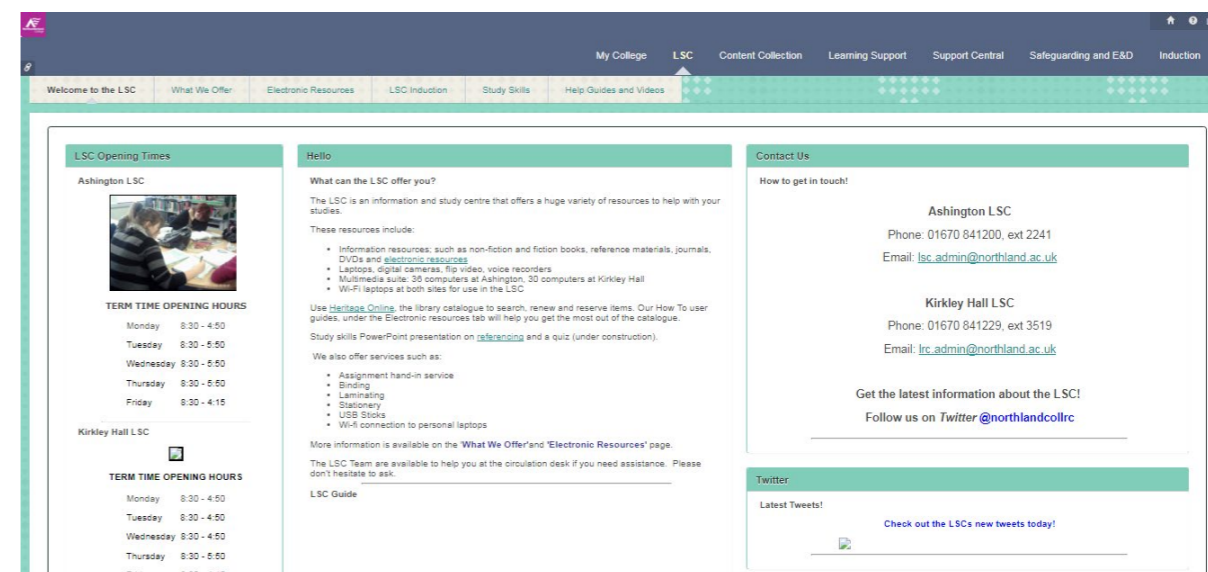 My College LSC Content Collection Learning Support Support Central Safeguarding and E&D Induction
Welcome to the LSC What We Offer Electronic Resources LSC Induction Study Skills Help Guides and Videos
LSC Opening Times
Ashington LSC
TERM TIME OPENING HOURS
Monday 8:30 - 4:50
Tuesday 8:30 - 5:50
Wednesday 8:30 - 5:50
Thursday 8:30 - 5:50
Friday 8:30 - 4:15
Kirkley Hall LSC
TERM TIME OPENING HOURS
Monday 8:30 - 4:50
Tuesday 8:30 - 4:50
Wednesday 8:30 - 4:50
Thursday 8:30 - 5:50
Hello
What can the LSC offer you?
The LSC is an information and study centre that offers a huge variety of resources to help with your
studies.
These resources include:
• Information resources; such as non-fiction and fiction books, reference materials, journals,
DVDs and electronic resources
• Laptops, digital cameras, flip video, voice recorders
• Multimedia suite: 36 computers at Ashington, 30 computers at Kirkley Hall
• Wi-Fi laptops at both sites for use in the LSC
Use Heritage Online, the library catalogue to search, renew and reserve items. Our How To user
guides, under the Electronic resources tab will help you get the most out of the catalogue.
Study skills PowerPoint presentation on referencing and a quiz (under construction).
We also offer services such as:
• Assignment hand-in service
• Binding
• Laminating
• Stationery
• USB Sticks
• Wi-fi connection to personal laptops
More information is available on the 'What We Offer'and 'Electronic Resources' page.
The LSC Team are available to help you at the circulation desk if you need assistance. Please
don't hesitate to ask.
LSC Guide
Contact Us
How to get in touch!
Ashington LSC
Phone: 01670 841200, ext 2241
Email: lsc.admin@northland.ac.uk
Kirkley Hall LSC
Phone: 01670 841229, ext 3519
Email: lrc.admin@northland.ac.uk
Get the latest information about the LSC!
Follow us on Twitter @northlandcollrc
Twitter
Latest Tweets!
Check out the LSCs new tweets today!